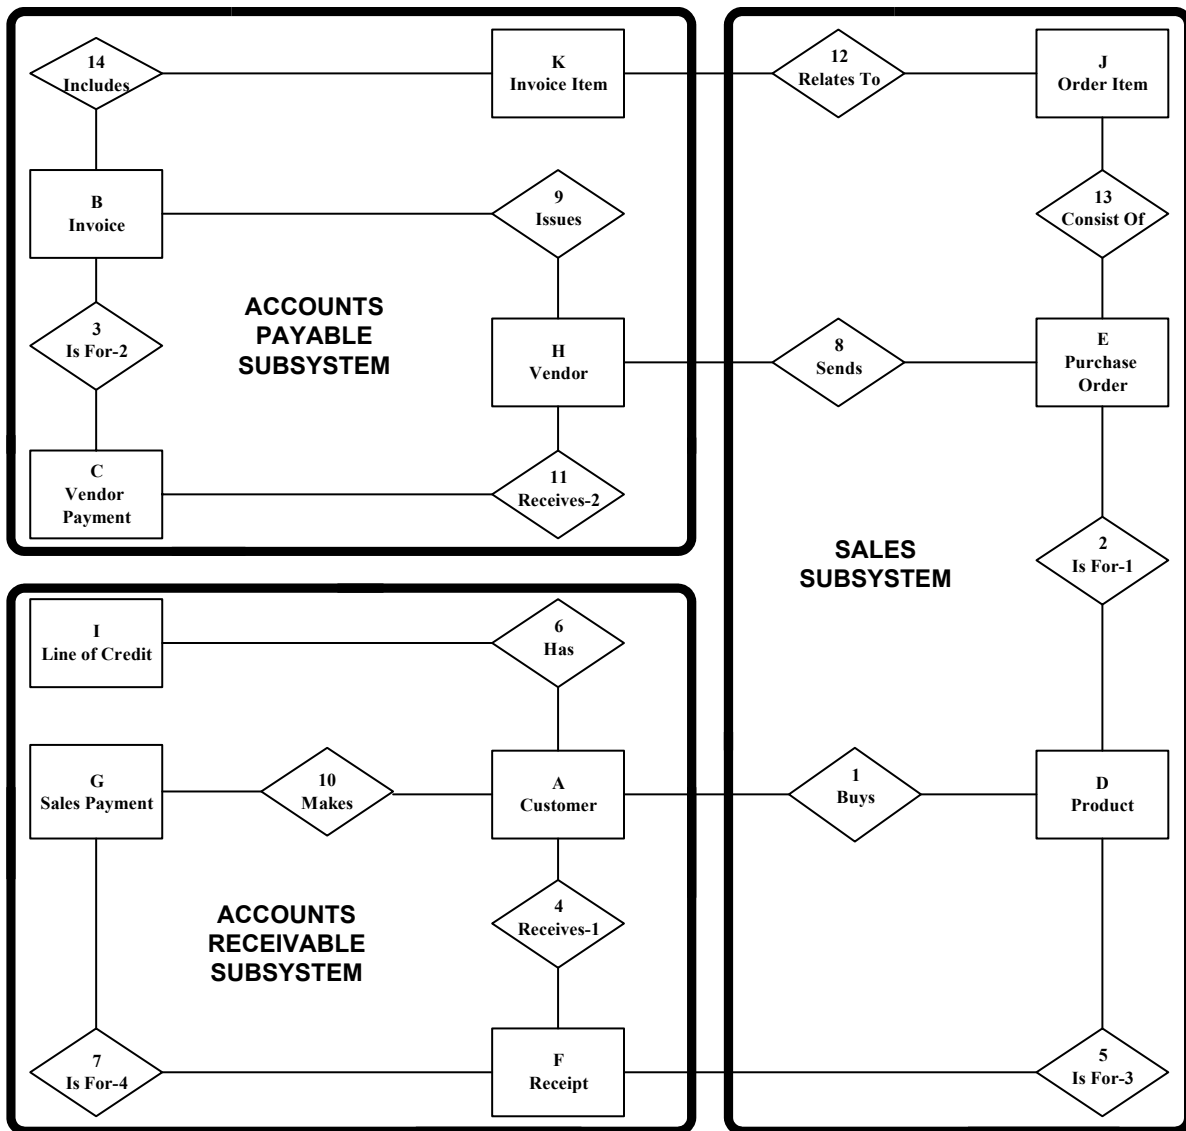 14
Includes
K
Invoice Item
12
Relates To
J
Order Item
B
Invoice
9
Issues
13
Consist Of
3
Is For-2
ACCOUNTS
PAYABLE
SUBSYSTEM
H
Vendor
8
Sends
E
Purchase
Order
C
Vendor
Payment
11
Receives-2
SALES
SUBSYSTEM
2
Is For-1
I
Line of Credit
6
Has
G
Sales Payment
10
Makes
A
Customer
1
Buys
D
Product
ACCOUNTS
RECEIVABLE
SUBSYSTEM
4
Receives-1
7
Is For-4
F
Receipt
5
Is For-3